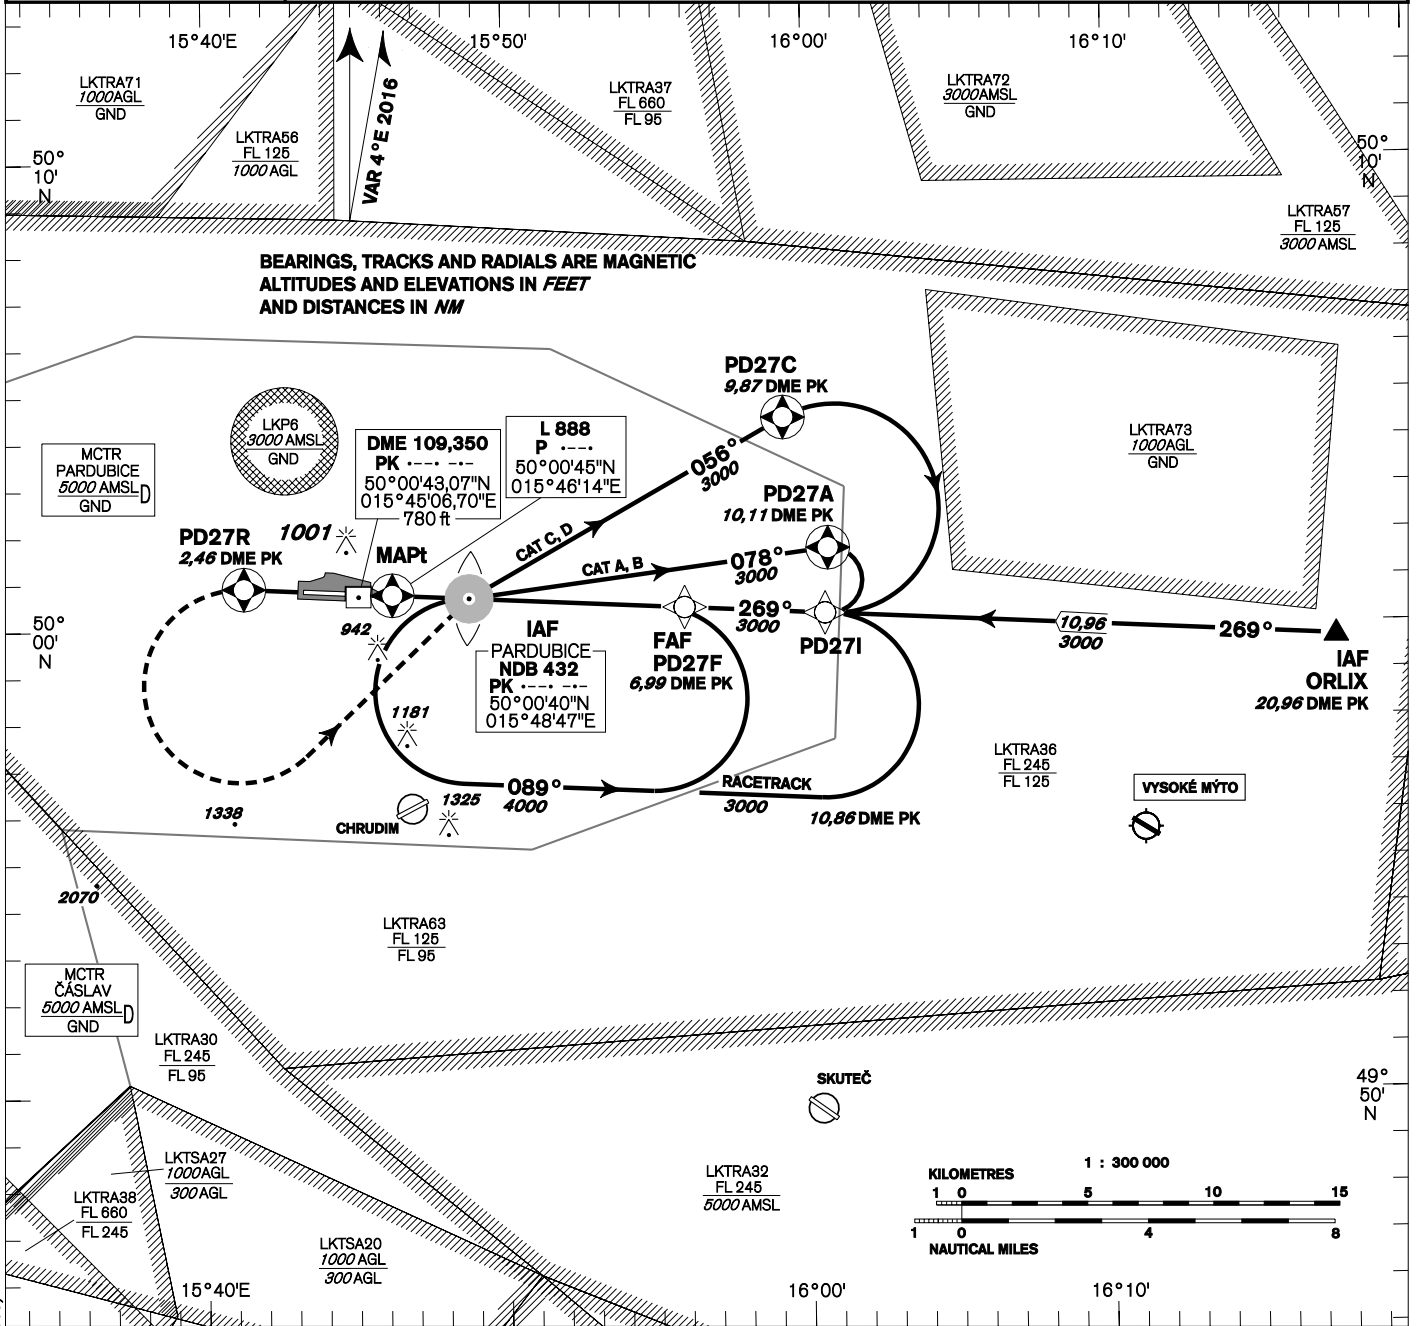 15°40'E
15°50'
16°00'
16°10'
LKTRA71
1000AGL
GND
LKTRA56
FL 125
1000 AGL
VAR 4°E 2016
LKTRA37
FL 660
FL 95
LKTRA72
3000AMSL
GND
50°
10'
N
50°
10'
N
LKTRA57
FL 125
3000 AMSL
BEARINGS, TRACKS AND RADIALS ARE MAGNETIC
ALTITUDES AND ELEVATIONS IN FEET
AND DISTANCES IN NM
PD27C
9,87 DME PK
LKP6
3000 AMSL
GND
MCTR
PARDUBICE
5000 AMSL D
GND
DME 109,350
PK ·--· -·-
50°00'43,07"N
015°45'06,70"E
780 ft
L 888
P ·--·
50°00'45"N
015°46'14"E
056°
3000
LKTRA73
1000AGL
GND
PD27A
10,11 DME PK
PD27R
2,46 DME PK
1001
MAPt
CAT C, D
CAT A, B
078°
3000
942
50°
00'
N
IAF
PARDUBICE
NDB 432
PK ·--· -·-
50°00'40"N
015°48'47"E
FAF
PD27F
6,99 DME PK
269°
3000
PD27I
10,96
3000
269°
IAF
ORLIX
20,96 DME PK
1181
089°
4000
RACETRACK
3000
10,86 DME PK
LKTRA36
FL 245
FL 125
VYSOKÉ MÝTO
1338
CHRUDIM
1325
2070
LKTRA63
FL 125
FL 95
MCTR
ČÁSLAV
5000 AMSL D
GND
LKTRA30
FL 245
FL 95
SKUTEČ
49°
50'
N
LKTSA27
1000AGL
300 AGL
LKTRA38
FL 660
FL 245
LKTSA20
1000 AGL
300 AGL
LKTRA32
FL 245
5000 AMSL
1 : 300 000
KILOMETRES
1 0 5 10 15
1 0 4 8
NAUTICAL MILES
15°40'E
16°00'
16°10'